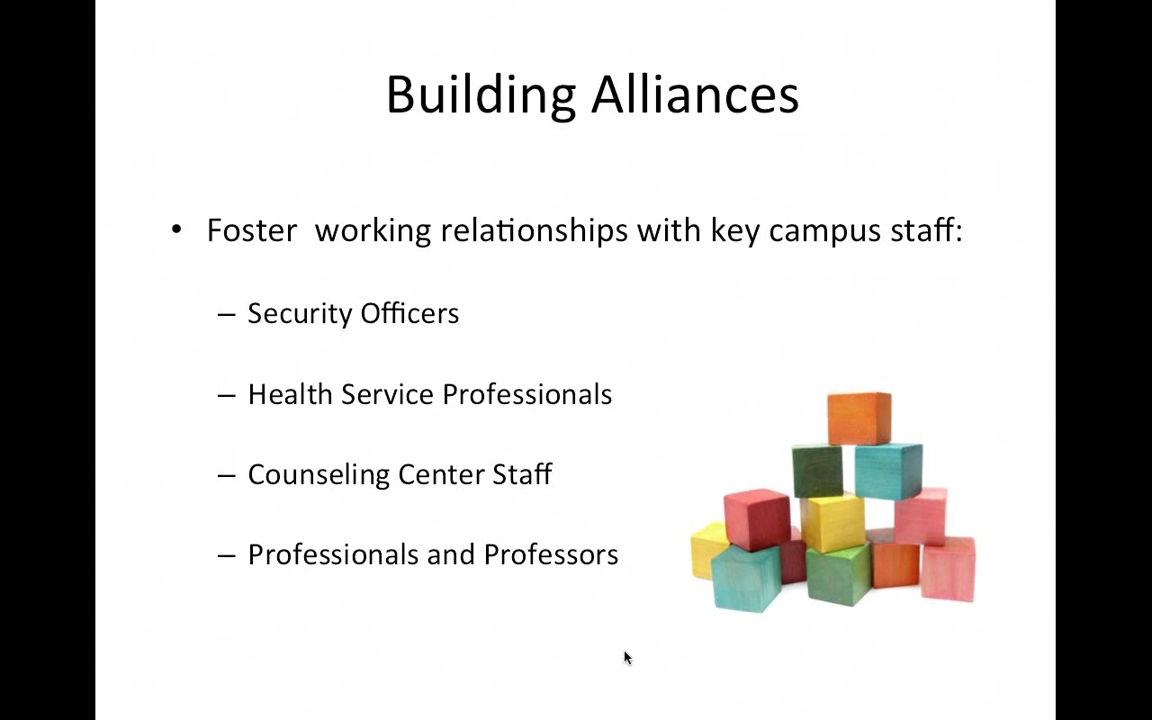 Building Alliances
• Foster  working relationships with key campus staff:
– Security Officers
– Health Service Professionals
– Counseling Center Staff
– Professionals and Professors